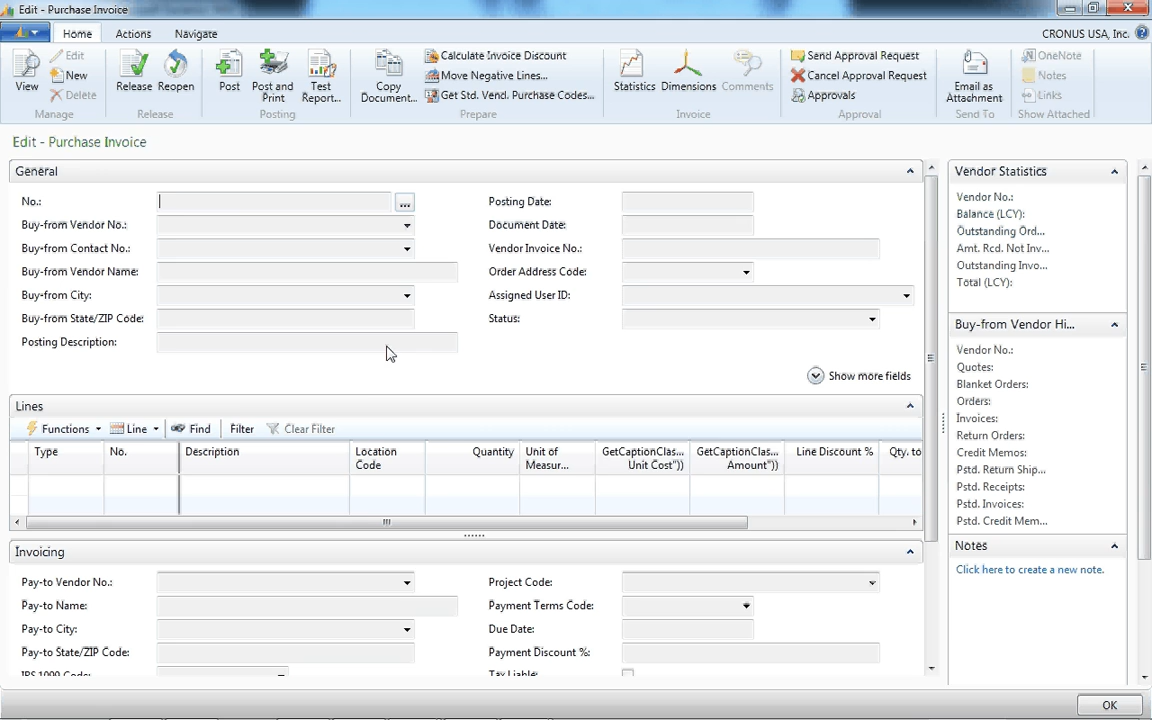 Edit - Purchase Invoice
Home Actions Navigate CRONUS USA, Inc.
View Edit New Delete Manage
Release Reopen Release
Post Post and Print Test Report... Posting
Copy Document... Calculate Invoice Discount Move Negative Lines... Get Std. Vend. Purchase Codes... Prepare
Statistics Dimensions Comments Invoice
Send Approval Request Cancel Approval Request Approvals Approval
Email as Attachment Send To
OneNote Notes Links Show Attached
Edit - Purchase Invoice
General
No.: ... Posting Date:
Buy-from Vendor No.: Document Date:
Buy-from Contact No.: Vendor Invoice No.:
Buy-from Vendor Name: Order Address Code:
Buy-from City: Assigned User ID:
Buy-from State/ZIP Code: Status:
Posting Description:
Show more fields
Lines
Functions Line Find Filter Clear Filter
Type No. Description Location Code Quantity Unit of Measur... GetCaptionClas... Unit Cost")) GetCaptionClas... Amount")) Line Discount % Qty. to
Invoicing
Pay-to Vendor No.: Project Code:
Pay-to Name: Payment Terms Code:
Pay-to City: Due Date:
Pay-to State/ZIP Code: Payment Discount %:
IRS 1099 Code: Tax Liable:
Vendor Statistics
Vendor No.:
Balance (LCY):
Outstanding Ord...
Amt. Rcd. Not Inv...
Outstanding Invo...
Total (LCY):
Buy-from Vendor Hi...
Vendor No.:
Quotes:
Blanket Orders:
Orders:
Invoices:
Return Orders:
Credit Memos:
Pstd. Return Ship...
Pstd. Receipts:
Pstd. Invoices:
Pstd. Credit Mem...
Notes
Click here to create a new note.
OK